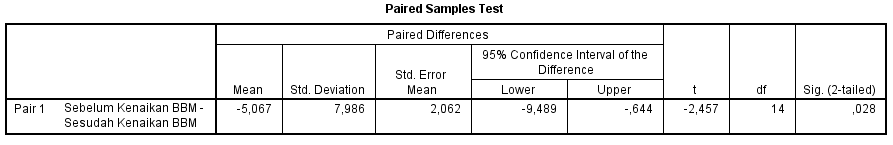 Paired Samples Test
Paired Differences
95% Confidence Interval of the
Difference
Mean Std. Deviation Std. Error
Mean Lower Upper t df Sig. (2-tailed)
Pair 1 Sebelum Kenaikan BBM -
Sesudah Kenaikan BBM -5,067 7,986 2,062 -9,489 -,644 -2,457 14 ,028